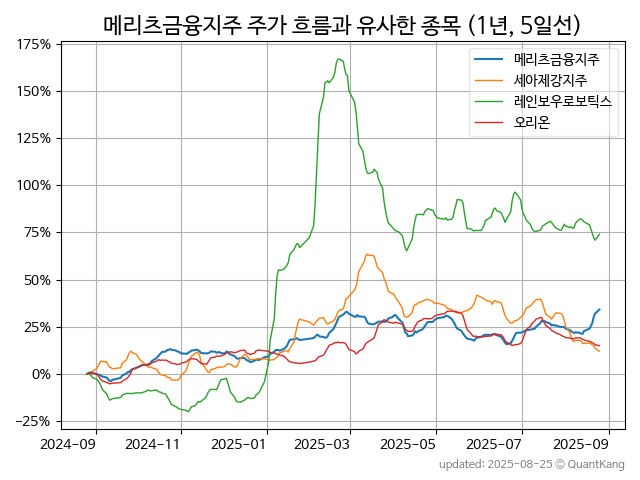 메리츠금융지주 주가 흐름과 유사한 종목 (1년, 5일선)
175%
150%
125%
100%
75%
50%
25%
0%
−25%
메리츠금융지주
세아제강지주
레인보우로보틱스
오리온
2024-09
2024-11
2025-01
2025-03
2025-05
2025-07
2025-09
updated: 2025-08-25 © QuantKang